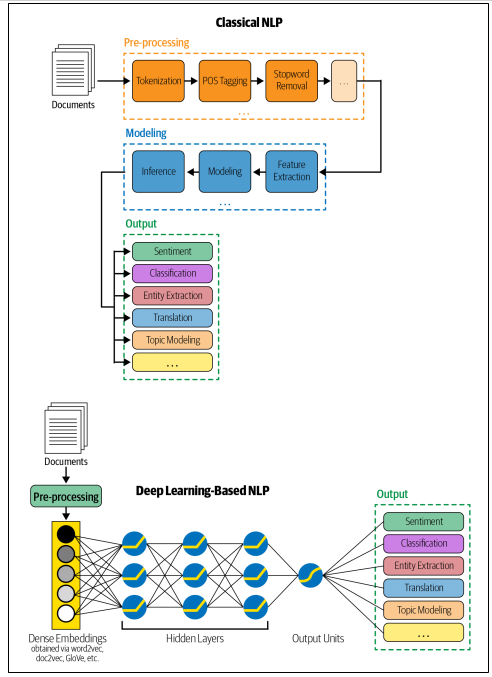 Classical NLP
Pre-processing
Documents
Tokenization
POS Tagging
Stopword
Removal
...
...
Modeling
Inference
Modeling
Feature
Extraction
...
Output
Sentiment
Classification
Entity Extraction
Translation
Topic Modeling
...
Documents
Pre-processing
Deep Learning-Based NLP
Dense Embeddings
obtained via word2vec,
doc2vec, GloVe, etc.
Hidden Layers
Output Units
Output
Sentiment
Classification
Entity Extraction
Translation
Topic Modeling
...